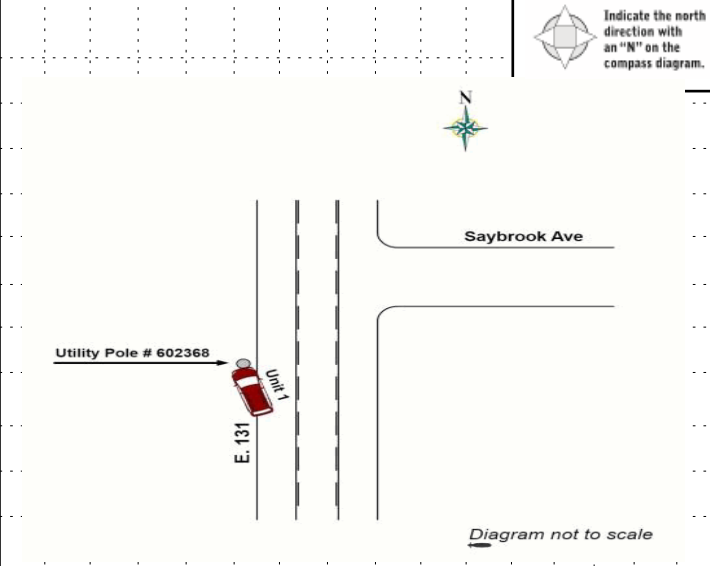 Indicate the north
direction with
an "N" on the
compass diagram.
N
Saybrook Ave
Utility Pole # 602368
Unit 1
E. 131
Diagram not to scale